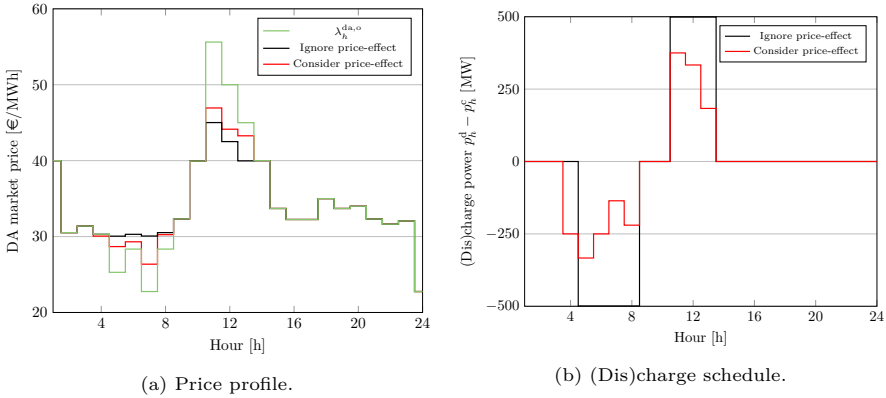 60
50
40
30
20
4
8
12
16
20
24
Hour [h]
DA market price [€/MWh]
λ_h^{da,o}
Ignore price-effect
Consider price-effect
(a) Price profile.
500
250
0
−250
−500
4
8
12
16
20
24
Hour [h]
(Dis)charge power p_h^d − p_h^c [MW]
Ignore price-effect
Consider price-effect
(b) (Dis)charge schedule.